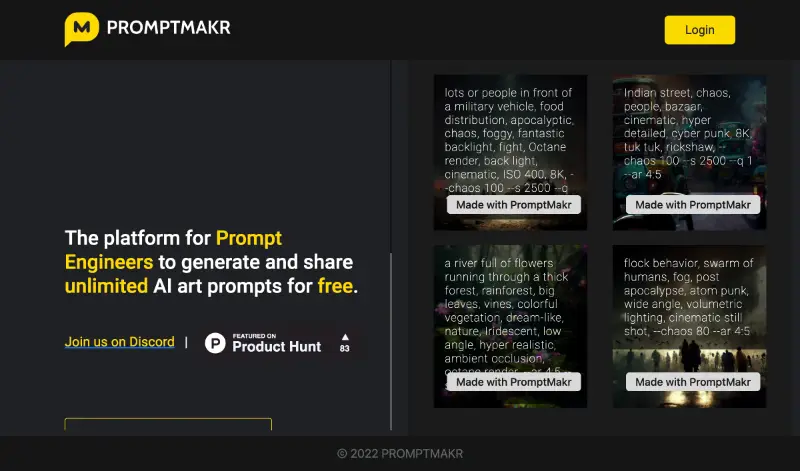 PROMPTMAKR
Login
The platform for Prompt
Engineers to generate and share
unlimited AI art prompts for free.
Join us on Discord | FEATURED ON
Product Hunt
83
lots or people in front of
a military vehicle, food
distribution, apocalyptic,
chaos, foggy, fantastic
backlight, fight, Octane
render, back light,
cinematic, ISO 400, 8K, -
-chaos 100 --s 2500 --q
Made with PromptMakr
Indian street, chaos,
people, bazaar,
cinematic, hyper
detailed, cyber punk, 8K,
tuk tuk, rickshaw, --
chaos 100 --s 2500 --q 1
--ar 4:5
Made with PromptMakr
a river full of flowers
running through a thick
forest, rainforest, big
leaves, vines, colorful
vegetation, dream-like,
nature, Iridescent, low
angle, hyper realistic,
ambient occlusion,
octane render, --ar 4:5 --
Made with PromptMakr
flock behavior, swarm of
humans, fog, post
apocalypse, atom punk,
wide angle, volumetric
lighting, cinematic still
shot, --chaos 80 --ar 4:5
Made with PromptMakr
© 2022 PROMPTMAKR